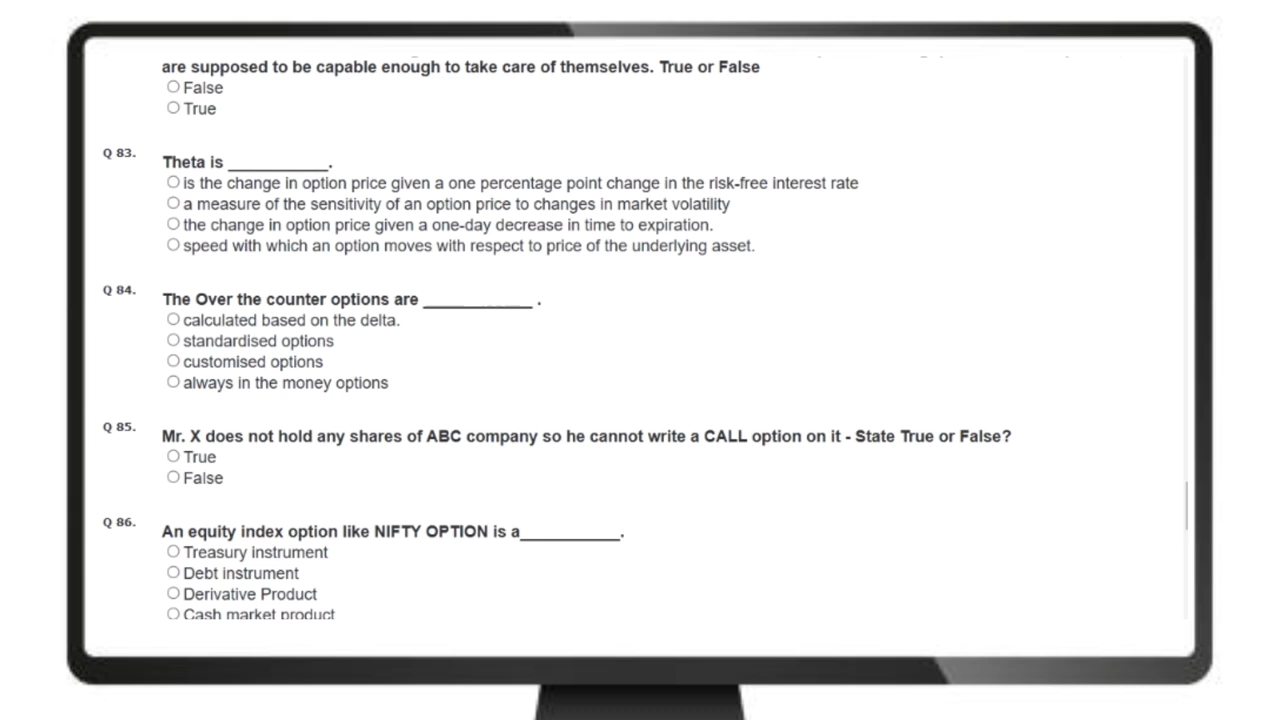 are supposed to be capable enough to take care of themselves. True or False
False
True
Q 83.
Theta is ___________.
is the change in option price given a one percentage point change in the risk-free interest rate
a measure of the sensitivity of an option price to changes in market volatility
the change in option price given a one-day decrease in time to expiration.
speed with which an option moves with respect to price of the underlying asset.
Q 84.
The Over the counter options are ____________ .
calculated based on the delta.
standardised options
customised options
always in the money options
Q 85.
Mr. X does not hold any shares of ABC company so he cannot write a CALL option on it - State True or False?
True
False
Q 86.
An equity index option like NIFTY OPTION is a___________.
Treasury instrument
Debt instrument
Derivative Product
Cash market product